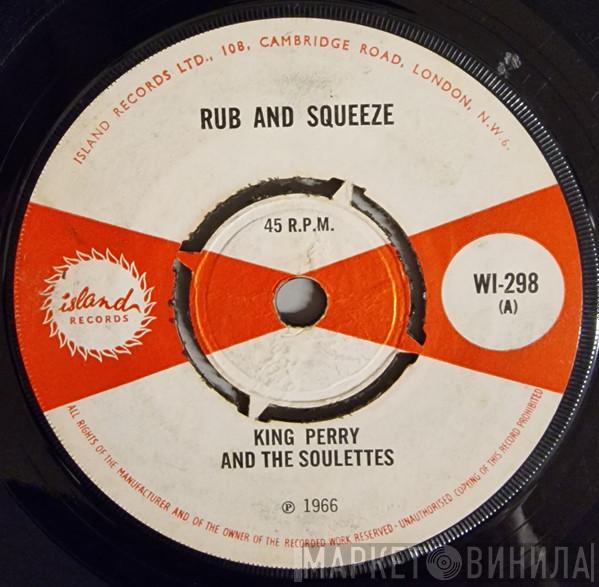 ISLAND RECORDS LTD., 108, CAMBRIDGE ROAD, LONDON, N.W.6.
RUB AND SQUEEZE
45 R.P.M.
island
RECORDS
WI-298
(A)
KING PERRY
AND THE SOULETTES
℗ 1966
ALL RIGHTS OF THE MANUFACTURER AND OF THE OWNER OF THE RECORDED WORK RESERVED - UNAUTHORISED COPYING OF THIS RECORD PROHIBITED
МАРКЕТ ВИНИЛА